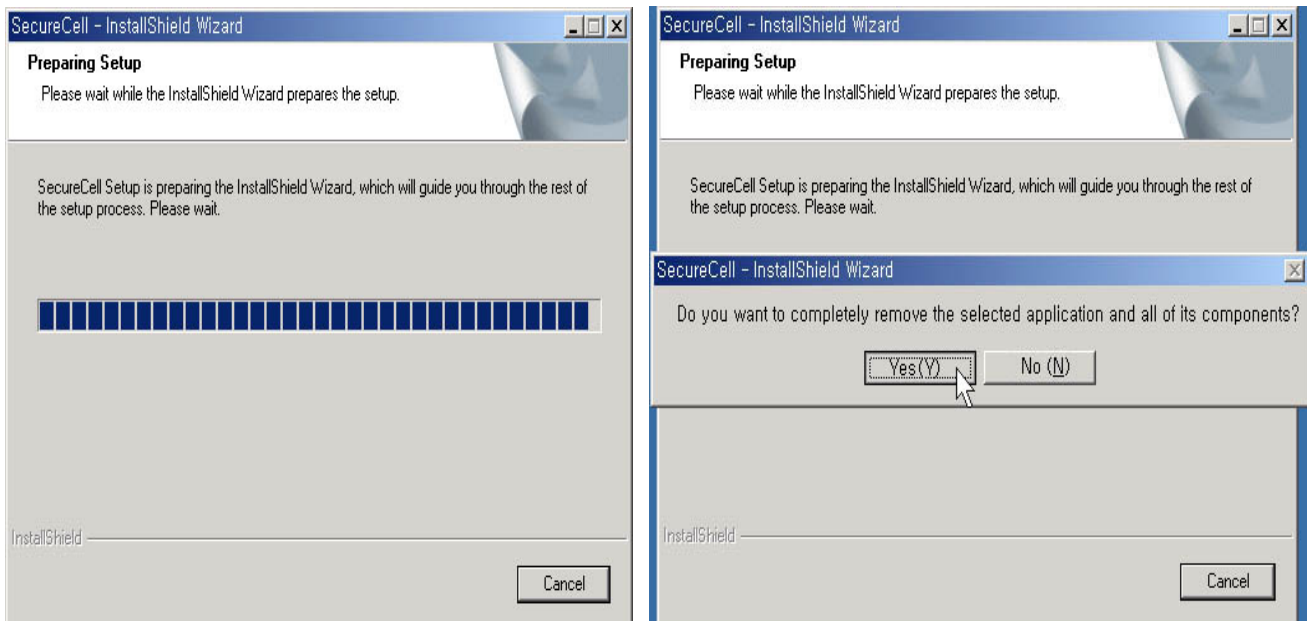 SecureCell - InstallShield Wizard
Preparing Setup
Please wait while the InstallShield Wizard prepares the setup.
SecureCell Setup is preparing the InstallShield Wizard, which will guide you through the rest of
the setup process. Please wait.
InstallShield
Cancel
SecureCell - InstallShield Wizard
Preparing Setup
Please wait while the InstallShield Wizard prepares the setup.
SecureCell Setup is preparing the InstallShield Wizard, which will guide you through the rest of
the setup process. Please wait.
SecureCell - InstallShield Wizard
Do you want to completely remove the selected application and all of its components?
Yes(Y)
No (N)
InstallShield
Cancel